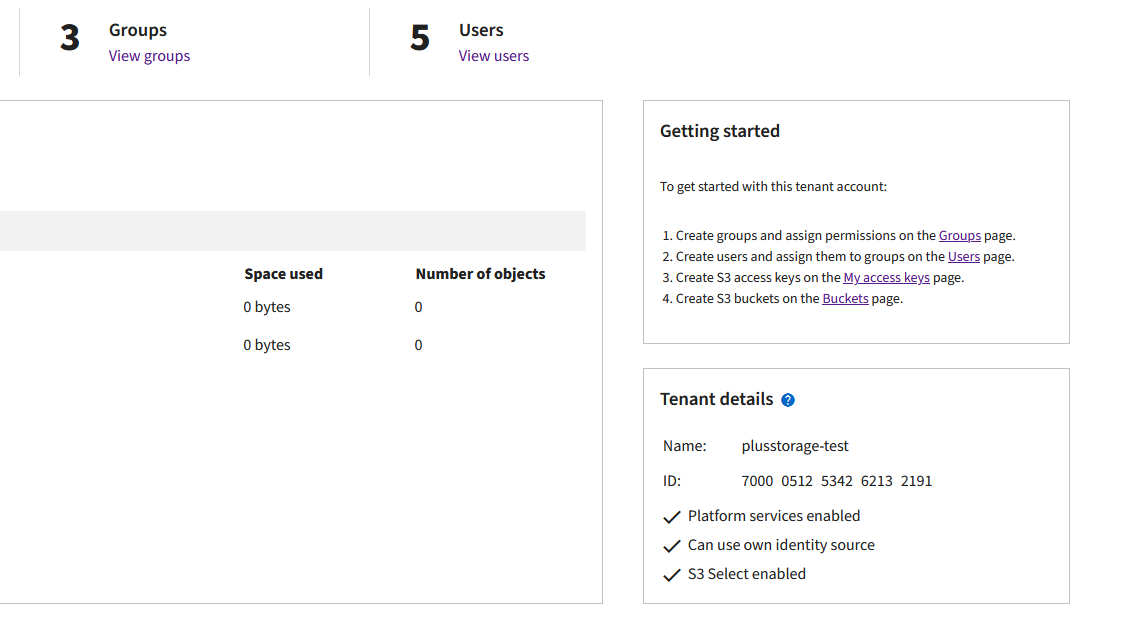 3 Groups
View groups
5 Users
View users
Space used Number of objects
0 bytes 0
0 bytes 0
Getting started
To get started with this tenant account:
1. Create groups and assign permissions on the Groups page.
2. Create users and assign them to groups on the Users page.
3. Create S3 access keys on the My access keys page.
4. Create S3 buckets on the Buckets page.
Tenant details ?
Name: plusstorage-test
ID: 7000 0512 5342 6213 2191
Platform services enabled
Can use own identity source
S3 Select enabled